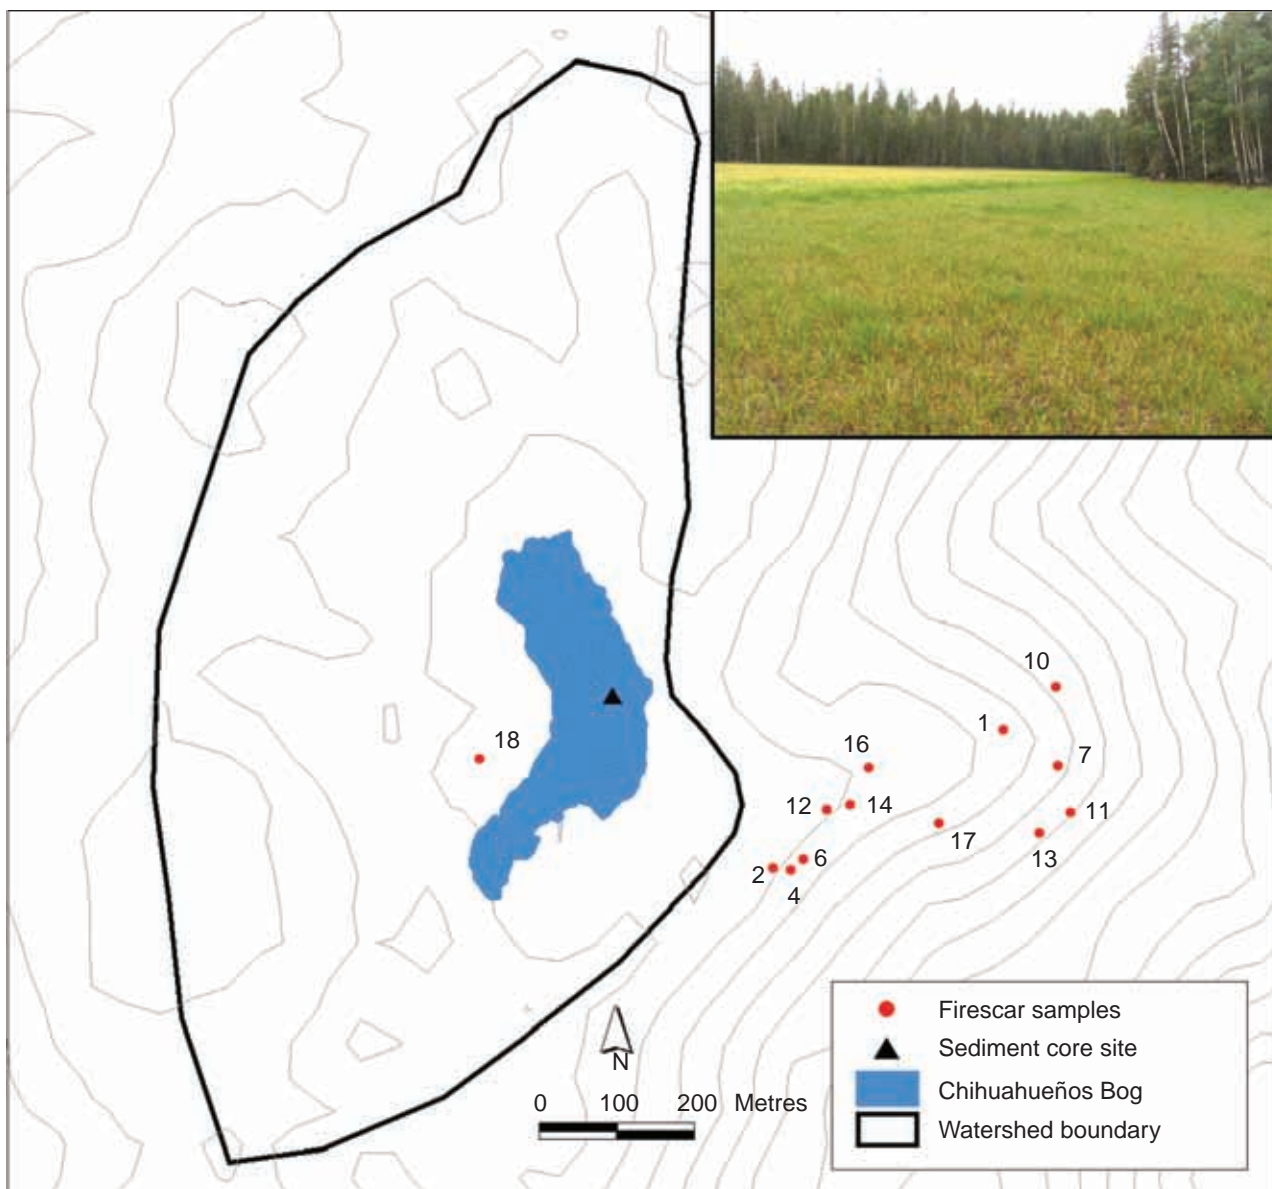 10
1
16
18
7
12
14
11
17
13
6
2
4
N
0 100 200 Metres
Firescar samples
Sediment core site
Chihuahueños Bog
Watershed boundary